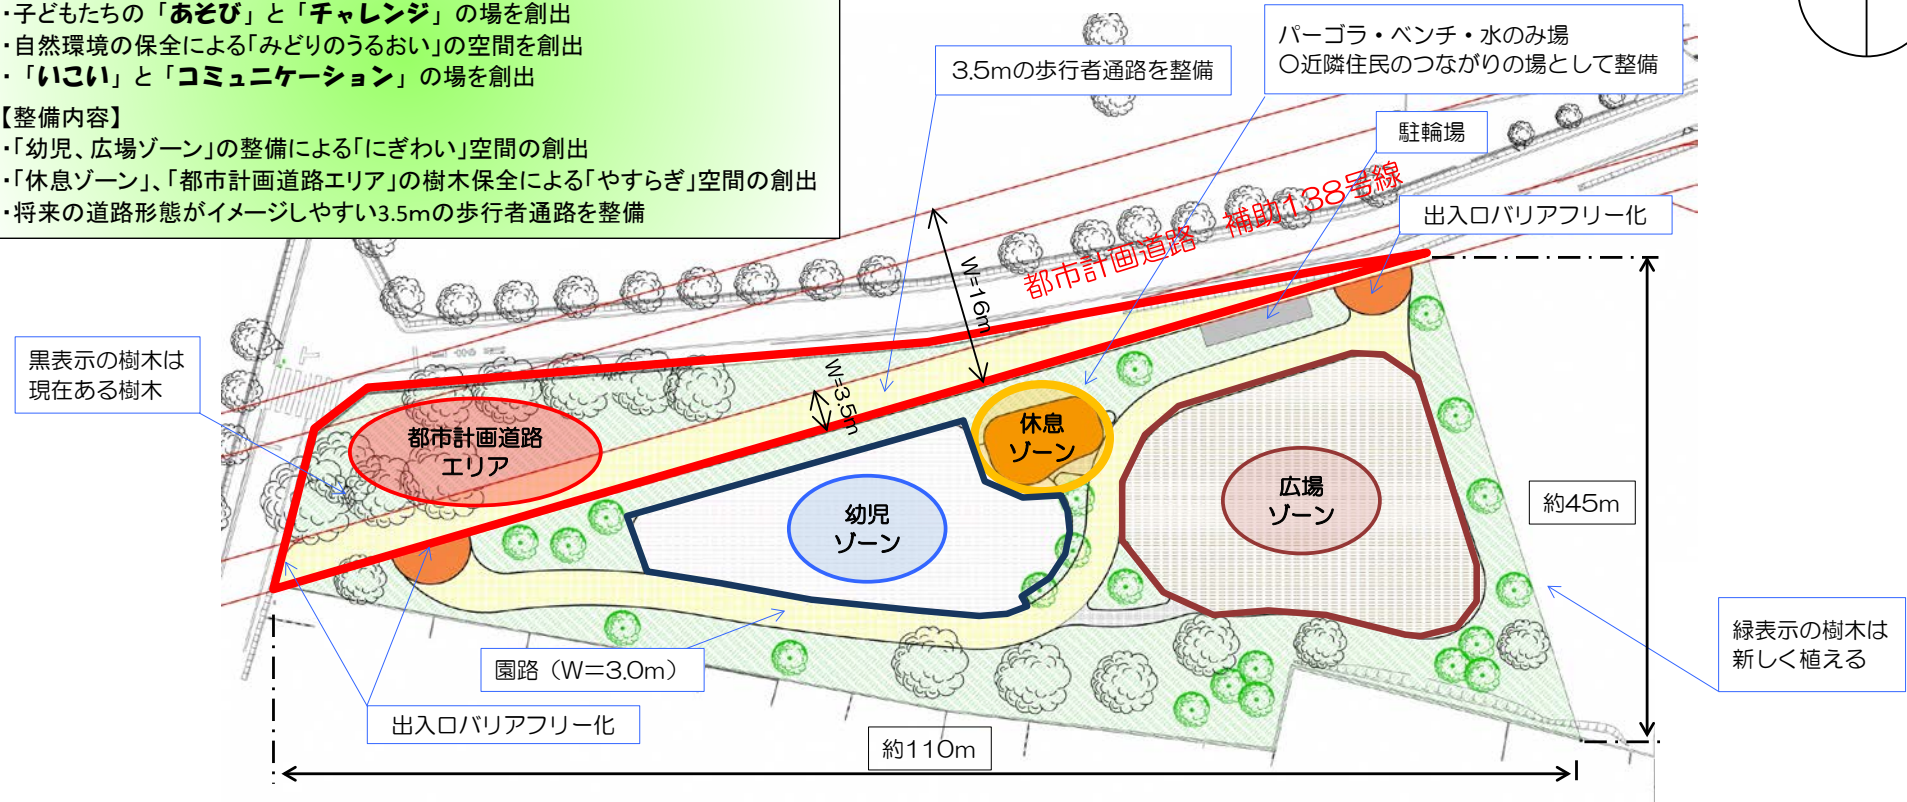 ・子どもたちの「あそび」と「チャレンジ」の場を創出
・自然環境の保全による「みどりのうるおい」の空間を創出
・「いこい」と「コミュニケーション」の場を創出
【整備内容】
・「幼児、広場ゾーン」の整備による「にぎわい」空間の創出
・「休息ゾーン」、「都市計画道路エリア」の樹木保全による「やすらぎ」空間の創出
・将来の道路形態がイメージしやすい3.5mの歩行者通路を整備
3.5mの歩行者通路を整備
パーゴラ・ベンチ・水のみ場
○近隣住民のつながりの場として整備
駐輪場
出入口バリアフリー化
都市計画道路 補助138号線
W=16m
W=3.5m
黒表示の樹木は
現在ある樹木
都市計画道路
エリア
休息
ゾーン
幼児
ゾーン
広場
ゾーン
約45m
緑表示の樹木は
新しく植える
園路（W＝3.0m）
出入口バリアフリー化
約110m